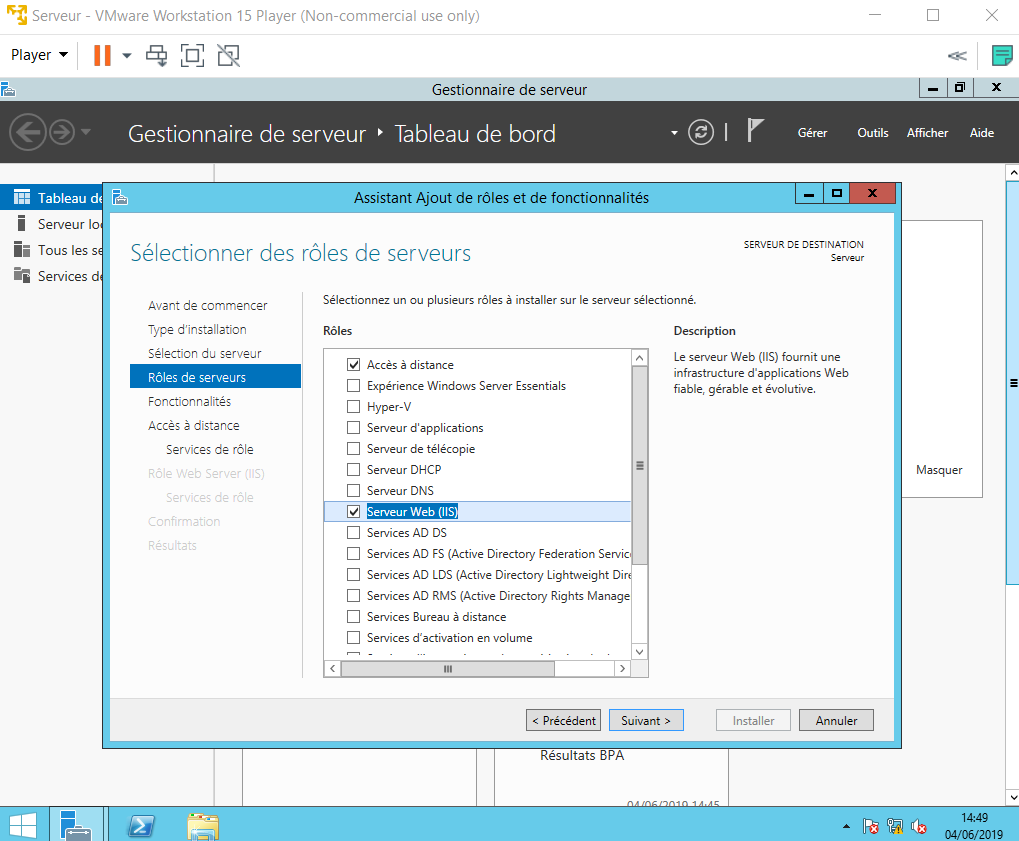 Serveur - VMware Workstation 15 Player (Non-commercial use only)
Player
Gestionnaire de serveur
Gestionnaire de serveur ‣ Tableau de bord
Gérer Outils Afficher Aide
Tableau de
Serveur loc
Tous les se
Services de
Assistant Ajout de rôles et de fonctionnalités
Sélectionner des rôles de serveurs
SERVEUR DE DESTINATION
Serveur
Avant de commencer
Type d'installation
Sélection du serveur
Rôles de serveurs
Fonctionnalités
Accès à distance
Services de rôle
Rôle Web Server (IIS)
Services de rôle
Confirmation
Résultats
Sélectionnez un ou plusieurs rôles à installer sur le serveur sélectionné.
Rôles
Accès à distance
Expérience Windows Server Essentials
Hyper-V
Serveur d'applications
Serveur de télécopie
Serveur DHCP
Serveur DNS
Serveur Web (IIS)
Services AD DS
Services AD FS (Active Directory Federation Servic
Services AD LDS (Active Directory Lightweight Dire
Services AD RMS (Active Directory Rights Manage
Services Bureau à distance
Services d'activation en volume
Description
Le serveur Web (IIS) fournit une
infrastructure d'applications Web
fiable, gérable et évolutive.
Masquer
< Précédent Suivant > Installer Annuler
Résultats BPA
04/06/2019 14:45
14:49
04/06/2019